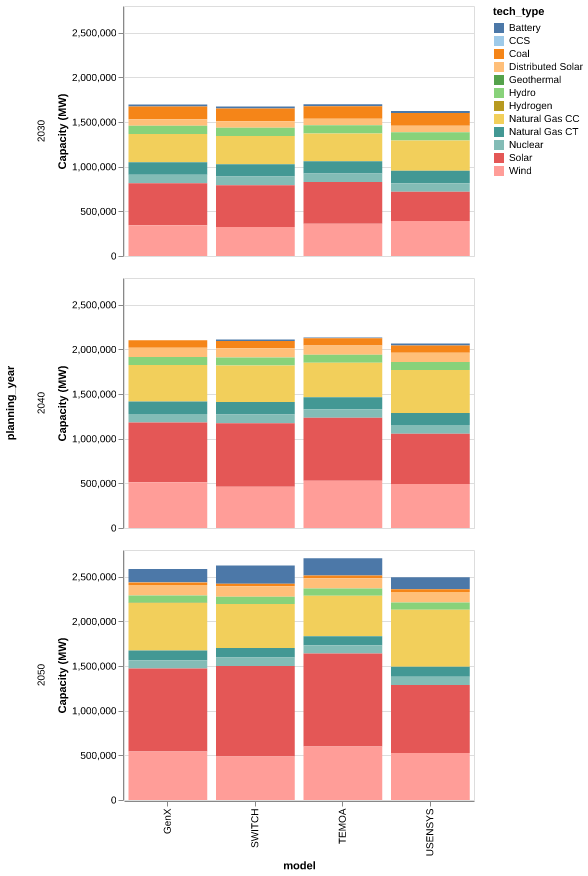 tech_type
Battery
CCS
Coal
Distributed Solar
Geothermal
Hydro
Hydrogen
Natural Gas CC
Natural Gas CT
Nuclear
Solar
Wind
planning_year
2030
Capacity (MW)
2,500,000
2,000,000
1,500,000
1,000,000
500,000
0
2040
Capacity (MW)
2,500,000
2,000,000
1,500,000
1,000,000
500,000
0
2050
Capacity (MW)
2,500,000
2,000,000
1,500,000
1,000,000
500,000
0
GenX
SWITCH
TEMOA
USENSYS
model